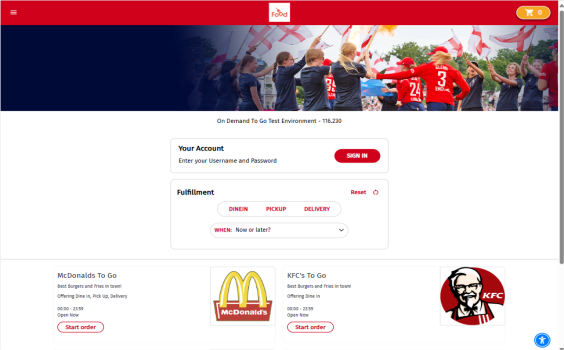 Food
0
On Demand To Go Test Environment - 116.230
Your Account
Enter your Username and Password
SIGN IN
Fulfillment
Reset
DINEIN PICKUP DELIVERY
WHEN: Now or later?
McDonalds To Go
Best Burgers and Fries in town!
Offering Dine In, Pick Up, Delivery
00:00 - 23:59
Open Now
Start order
McDonald's
KFC's To Go
Best Burgers and Fries in town!
Offering Dine In
00:00 - 23:59
Open Now
Start order
KFC
3